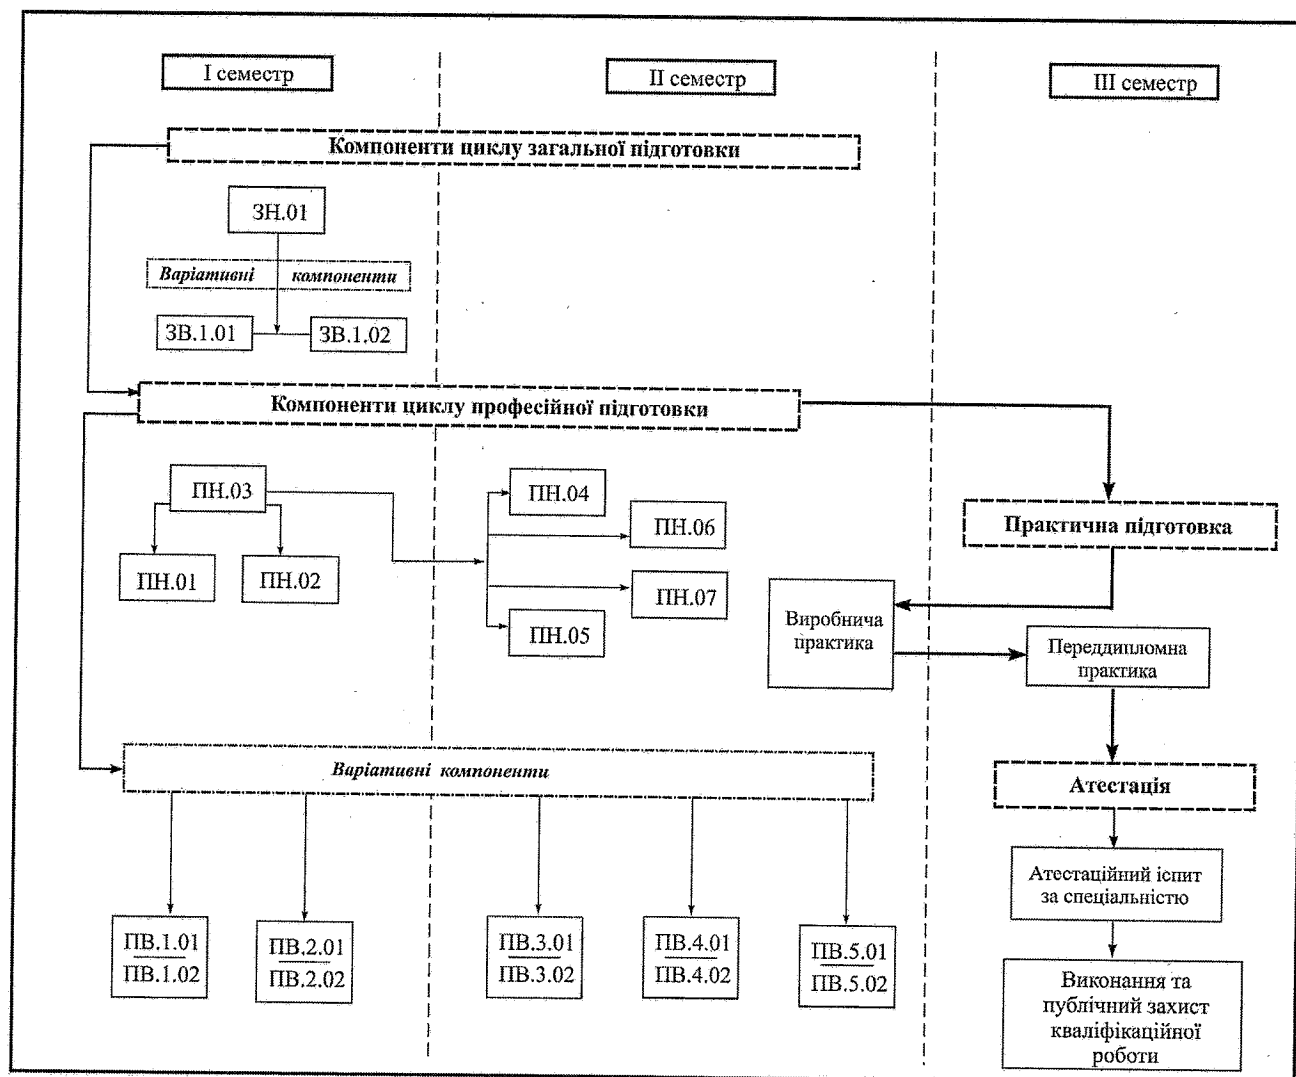 І семестр
ІІ семестр
ІІІ семестр
Компоненти циклу загальної підготовки
ЗН.01
Варіативні компоненти
ЗВ.1.01
ЗВ.1.02
Компоненти циклу професійної підготовки
ПН.03
ПН.01
ПН.02
ПН.04
ПН.06
ПН.07
ПН.05
Практична підготовка
Виробнича
практика
Переддипломна
практика
Варіативні компоненти
Атестація
Атестаційний іспит
за спеціальністю
ПВ.1.01
ПВ.1.02
ПВ.2.01
ПВ.2.02
ПВ.3.01
ПВ.3.02
ПВ.4.01
ПВ.4.02
ПВ.5.01
ПВ.5.02
Виконання та
публічний захист
кваліфікаційної
роботи